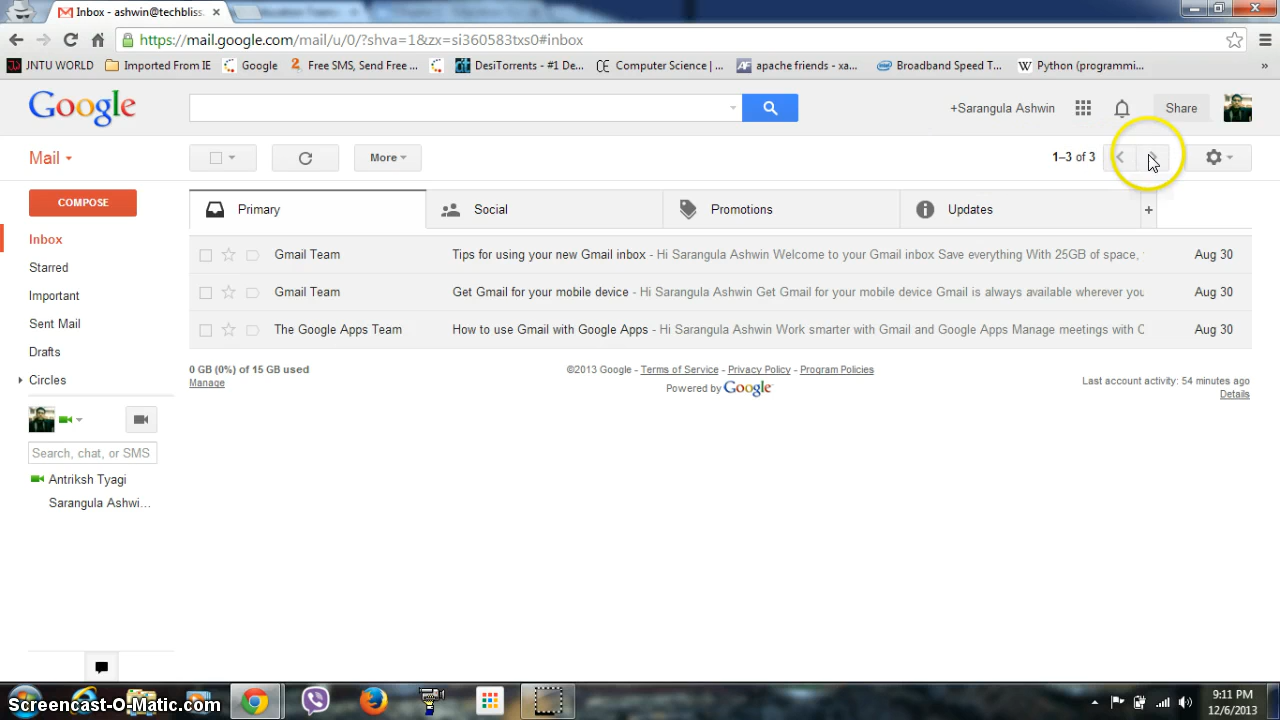 Inbox - ashwin@techbliss.
https://mail.google.com/mail/u/0/?shva=1&zx=si360583txs0#inbox
JNTU WORLD Imported From IE Google Free SMS, Send Free ... DesiTorrents - #1 De... Computer Science | ... apache friends - xa... Broadband Speed T... Python (programmi... »
Google +Sarangula Ashwin Share
Mail More 1–3 of 3
COMPOSE
Primary Social Promotions Updates +
Inbox
Starred
Important
Sent Mail
Drafts
Circles
Gmail Team Tips for using your new Gmail inbox - Hi Sarangula Ashwin Welcome to your Gmail inbox Save everything With 25GB of space, Aug 30
Gmail Team Get Gmail for your mobile device - Hi Sarangula Ashwin Get Gmail for your mobile device Gmail is always available wherever you Aug 30
The Google Apps Team How to use Gmail with Google Apps - Hi Sarangula Ashwin Work smarter with Gmail and Google Apps Manage meetings with C Aug 30
0 GB (0%) of 15 GB used
Manage
©2013 Google - Terms of Service - Privacy Policy - Program Policies
Powered by Google
Last account activity: 54 minutes ago
Details
Search, chat, or SMS
Antriksh Tyagi
Sarangula Ashwi...
Screencast-O-Matic.com
9:11 PM
12/6/2013